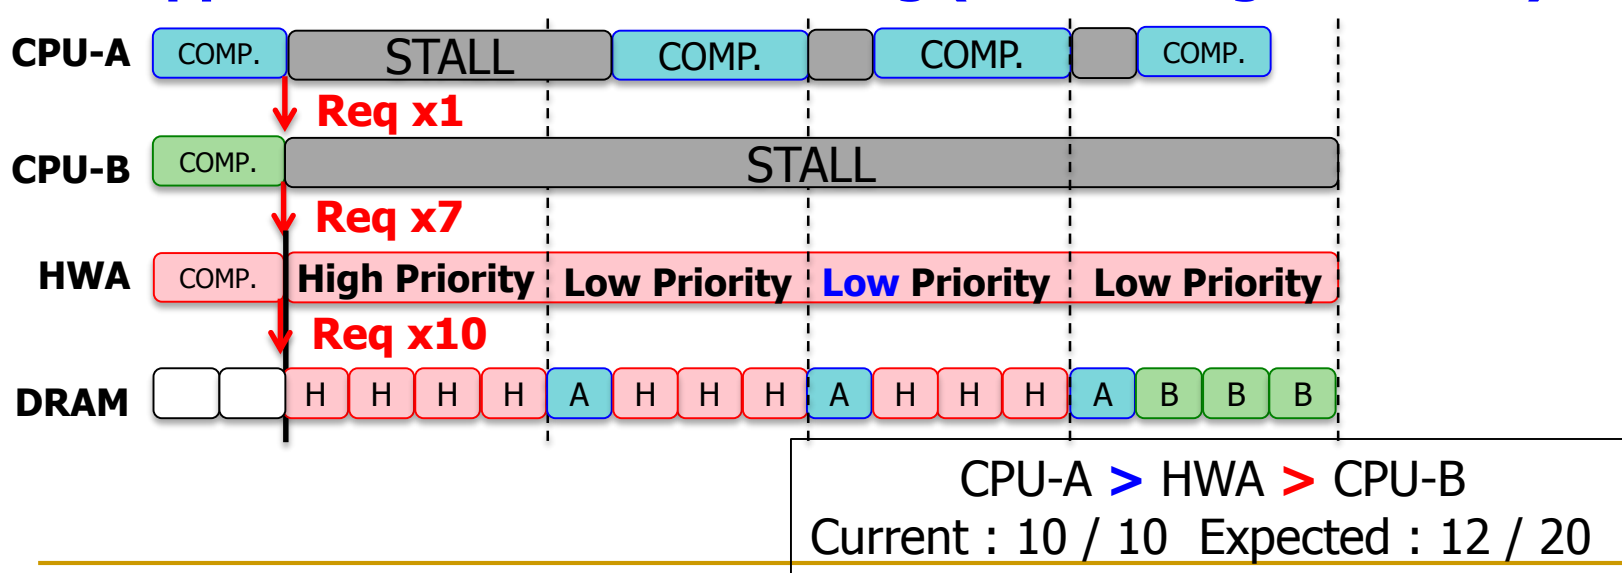 CPU-A COMP. STALL COMP. COMP. COMP.
Req x1
CPU-B COMP. STALL
Req x7
HWA COMP. High Priority Low Priority Low Priority Low Priority
Req x10
DRAM H H H H A H H H A H H H A B B B
CPU-A > HWA > CPU-B
Current : 10 / 10 Expected : 12 / 20